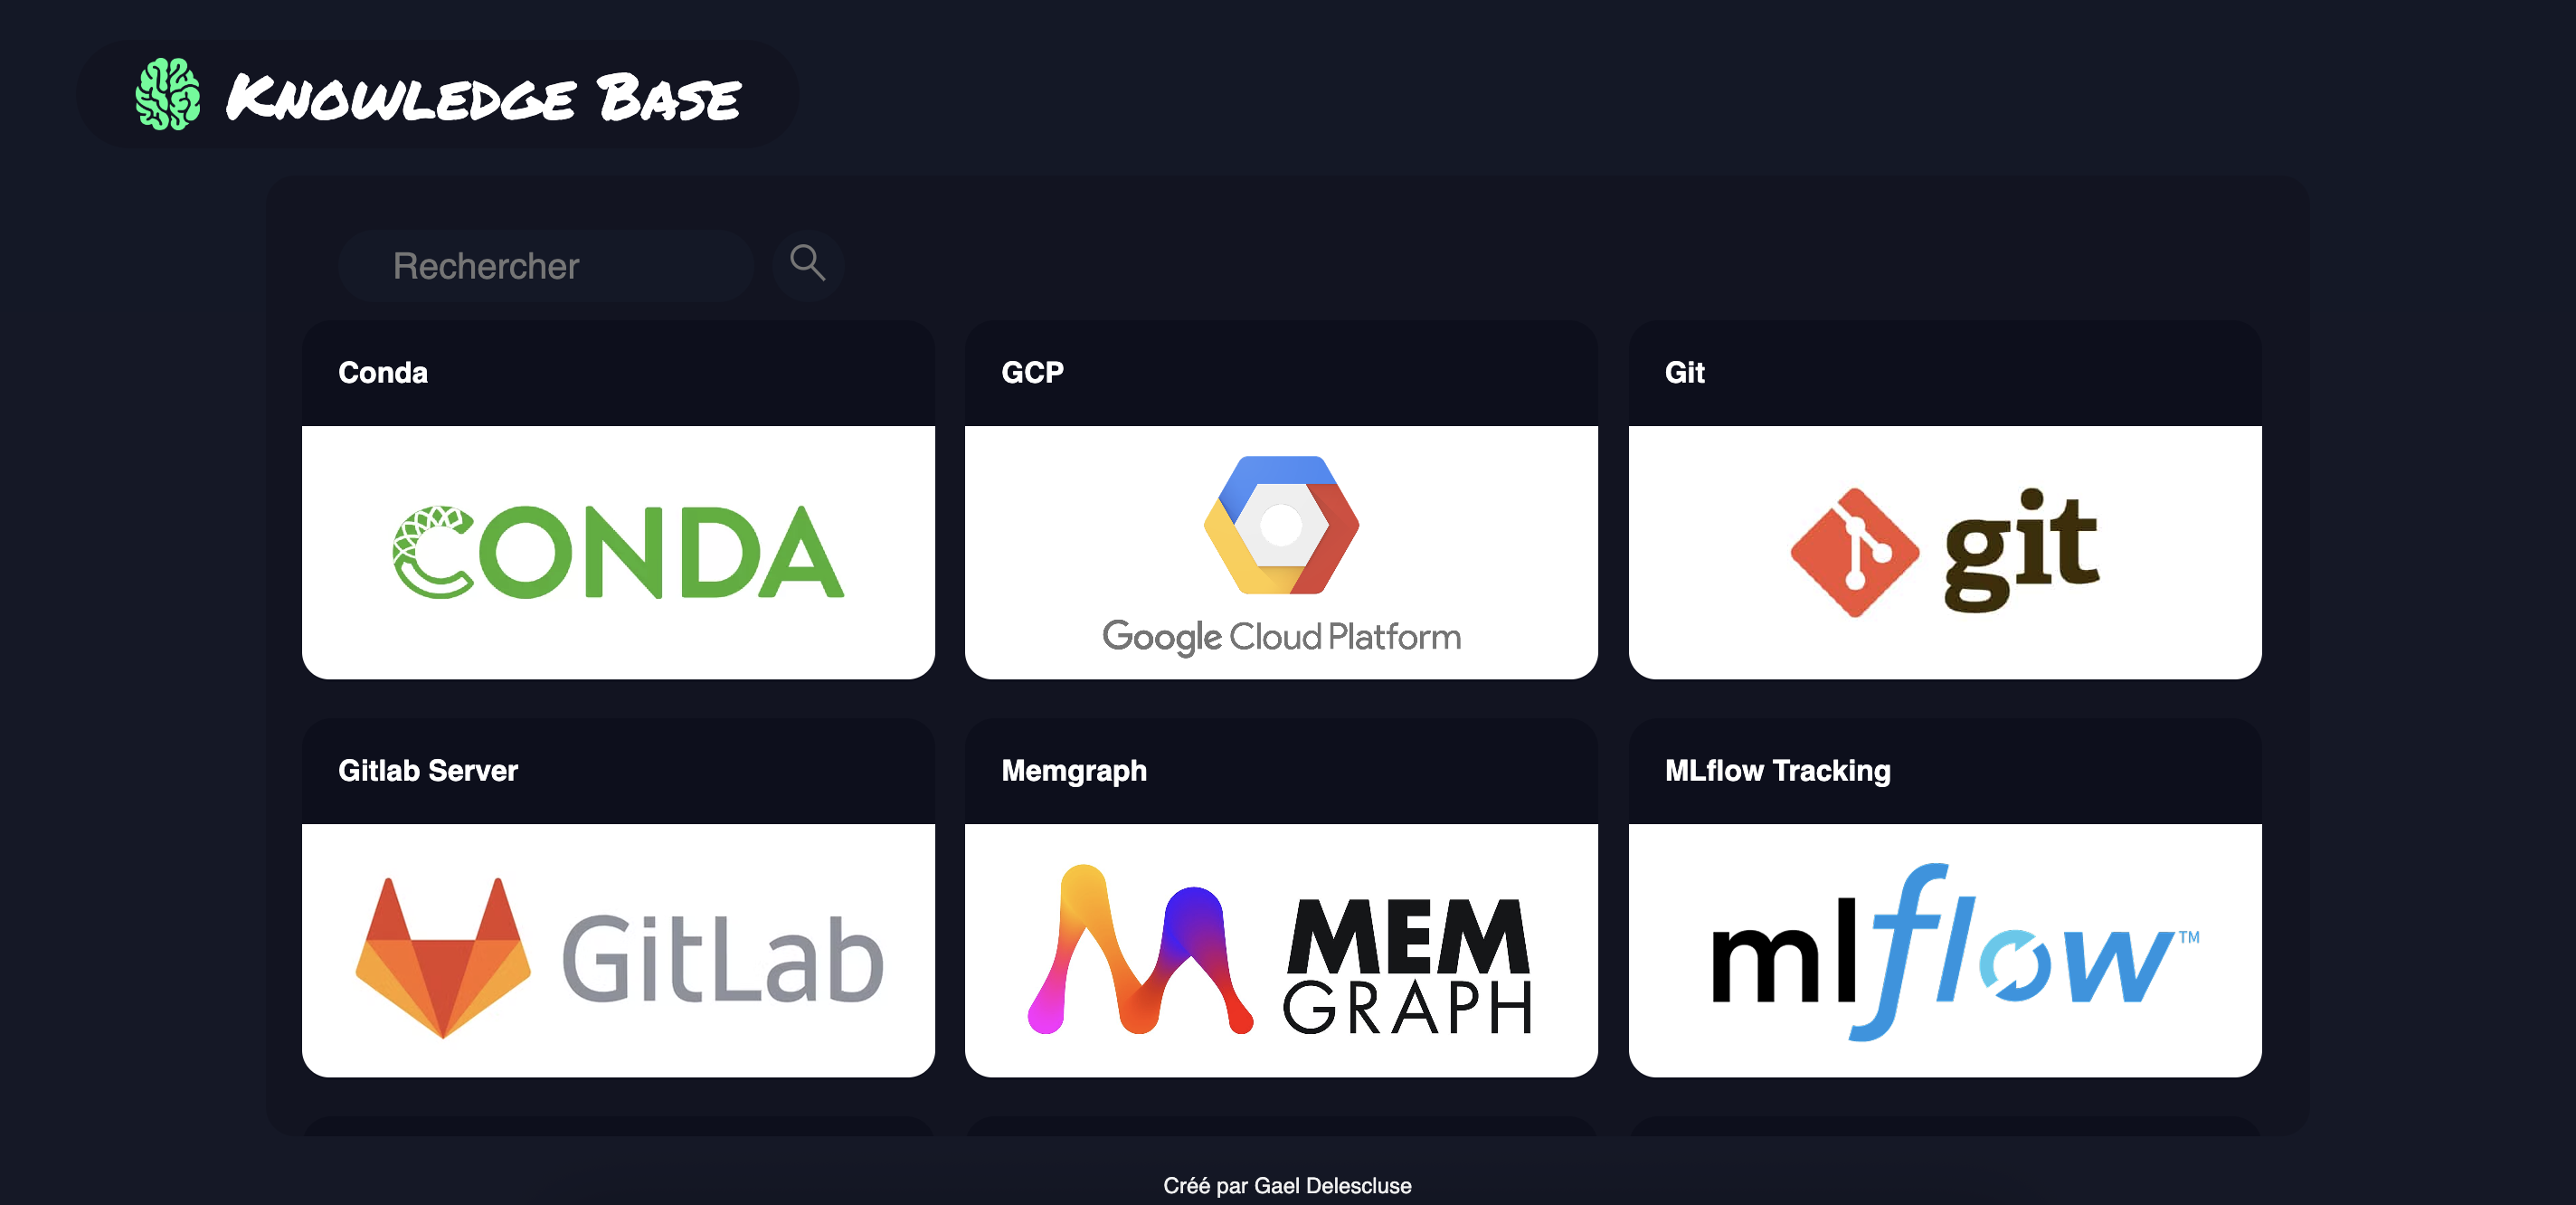 Knowledge Base
Rechercher
Conda
GCP
Git
CONDA
Google Cloud Platform
git
Gitlab Server
Memgraph
MLflow Tracking
GitLab
MEM
GRAPH
mlflow™
Créé par Gael Delescluse